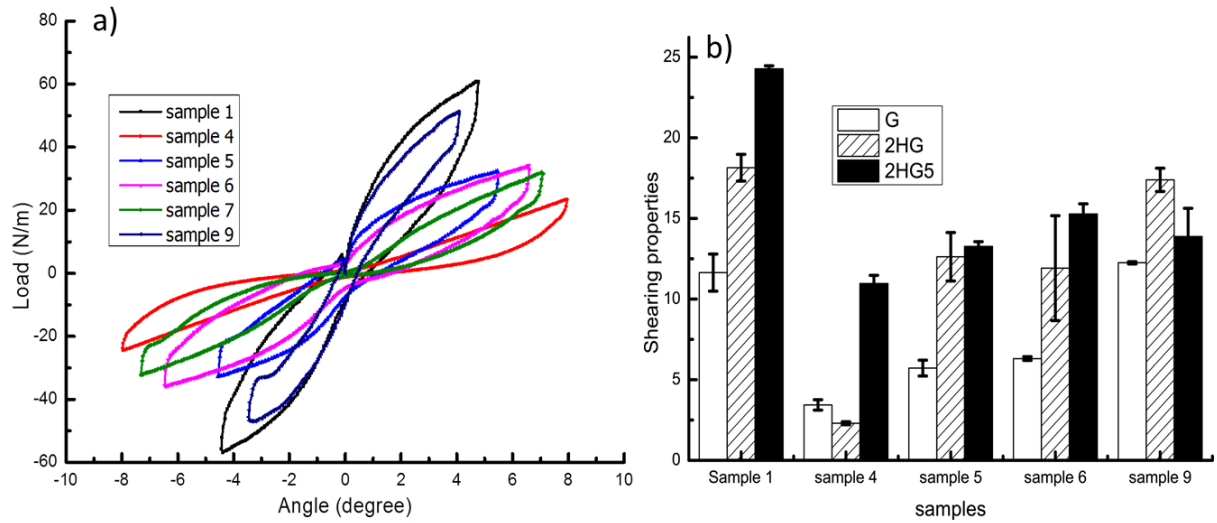 a)
80
60
40
20
0
-20
-40
-60
Load (N/m)
sample 1
sample 4
sample 5
sample 6
sample 7
sample 9
-10 -8 -6 -4 -2 0 2 4 6 8 10
Angle (degree)
b)
25
20
15
10
5
0
Shearing properties
G
2HG
2HG5
Sample 1 sample 4 sample 5 sample 6 sample 9
samples